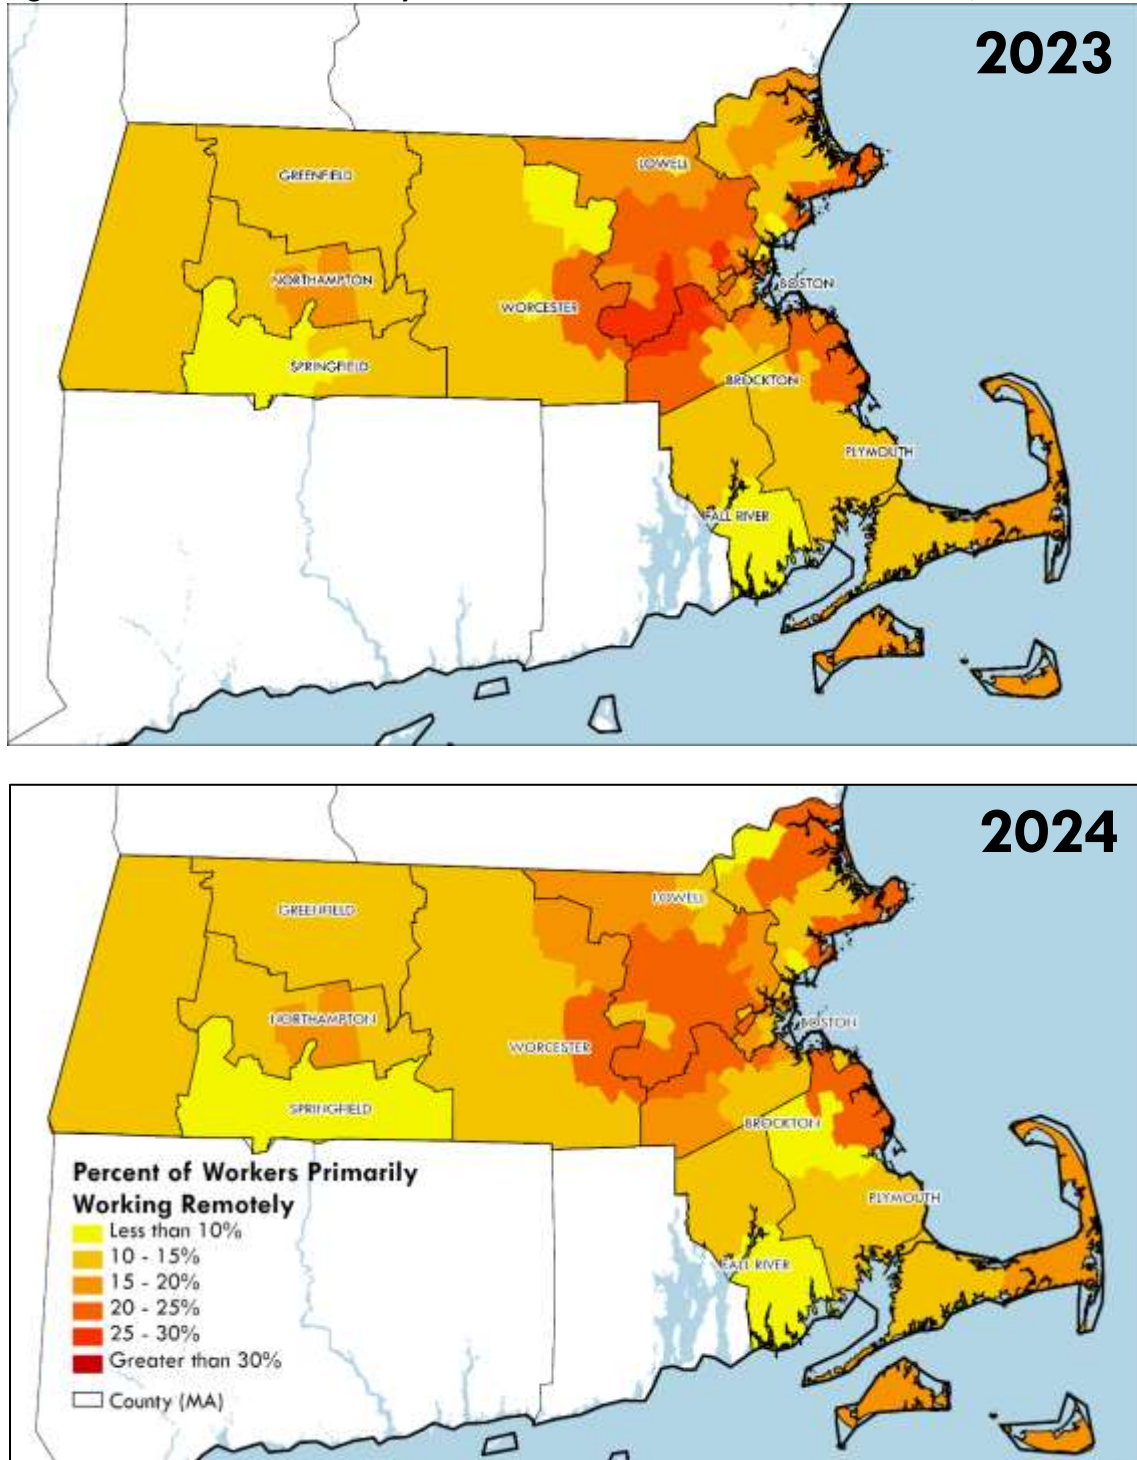 2023
GREENFIELD
LOWELL
NORTHAMPTON
BOSTON
WORCESTER
SPRINGFIELD
BROCKTON
PLYMOUTH
FALL RIVER
2024
LOWELL
GREENFIELD
NORTHAMPTON
BOSTON
WORCESTER
SPRINGFIELD
BROCKTON
Percent of Workers Primarily
Working Remotely
PLYMOUTH
Less than 10%
10 - 15%
FALL RIVER
15 - 20%
20 - 25%
25 - 30%
Greater than 30%
County (MA)